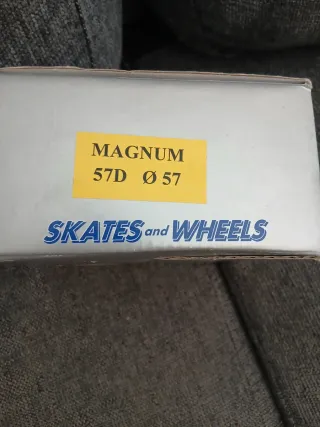 MAGNUM
57D Ø 57
SKATES and WHEELS